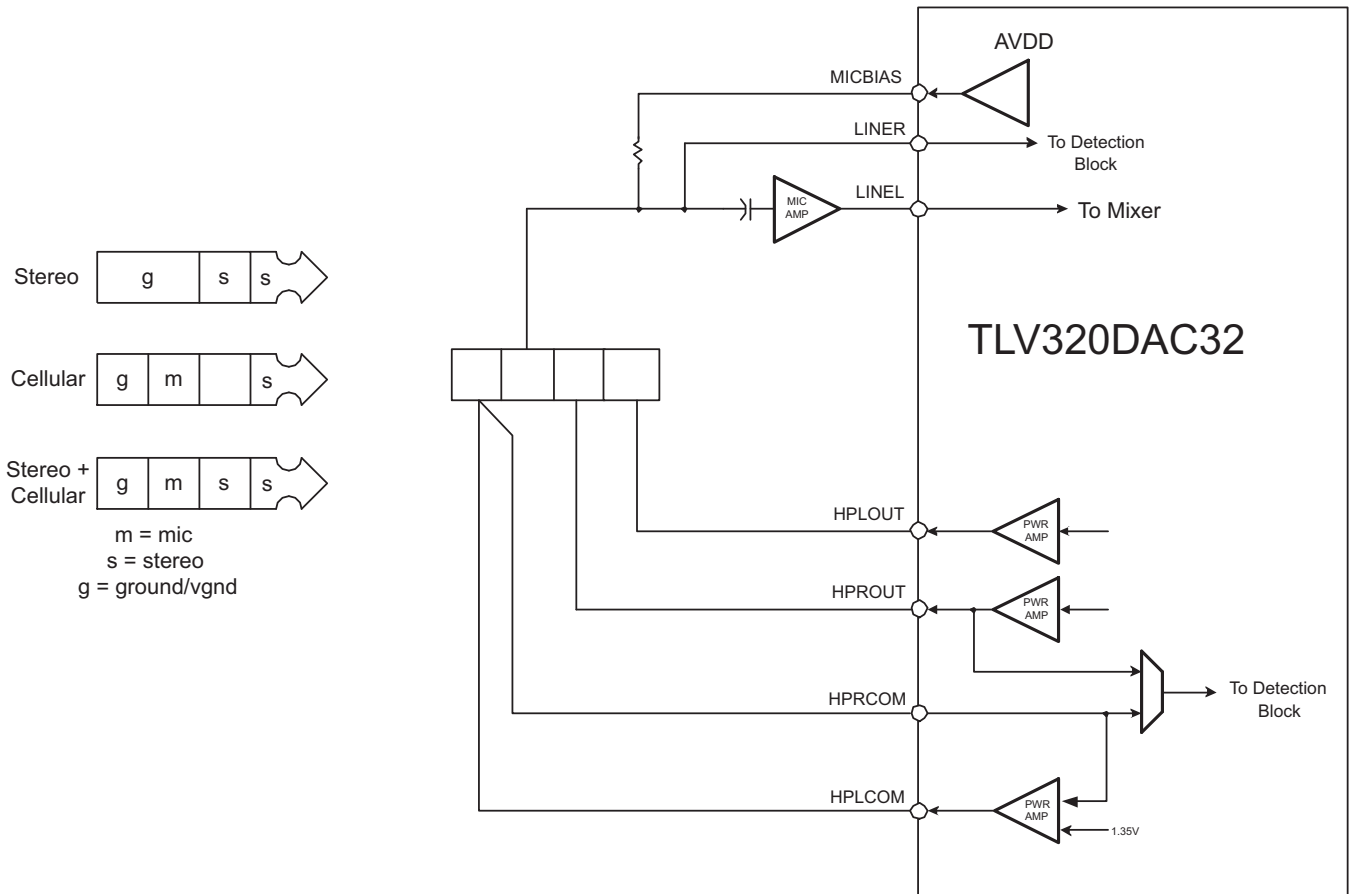 AVDD
MICBIAS
LINER
To Detection
Block
MIC
AMP
LINEL
To Mixer
Stereo
g
s
s
TLV320DAC32
Cellular
g
m
s
Stereo +
Cellular
g
m
s
s
m = mic
s = stereo
g = ground/vgnd
HPLOUT
PWR
AMP
HPROUT
PWR
AMP
HPRCOM
To Detection
Block
HPLCOM
PWR
AMP
1.35V